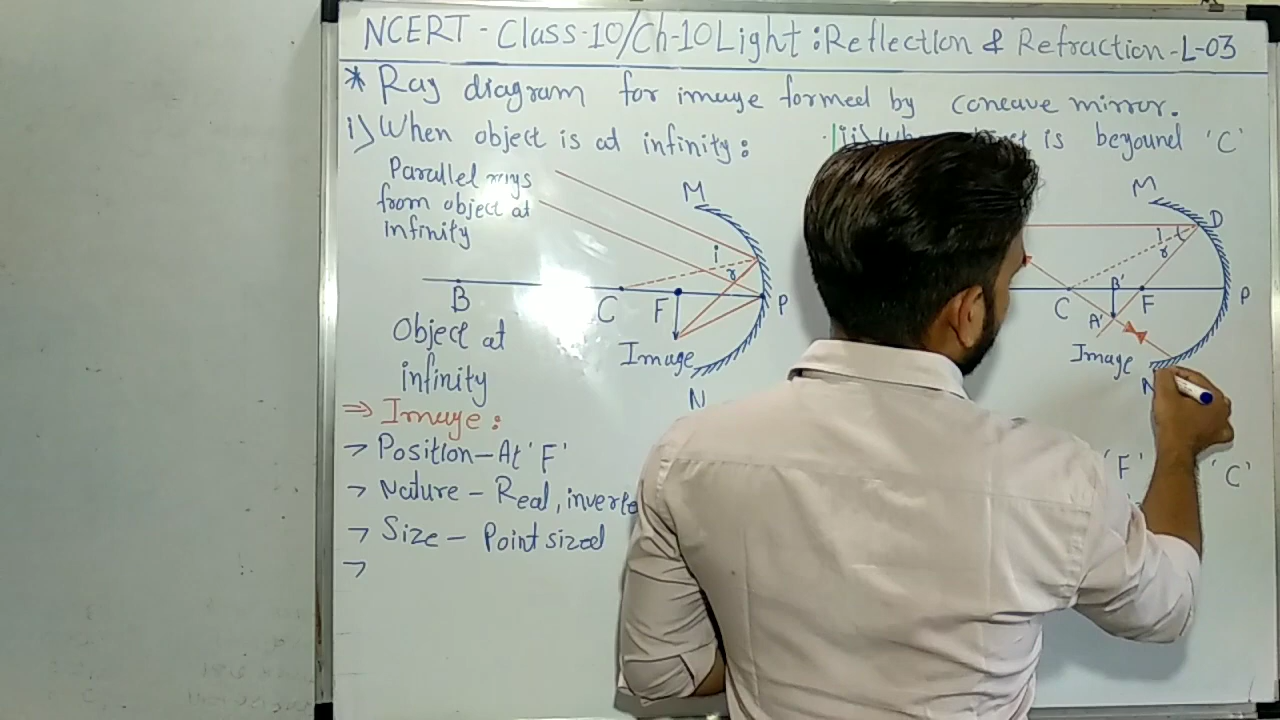 NCERT - Class-10/Ch-10 Light : Reflection & Refraction - L-03
* Ray diagram for image formed by concave mirror.
i) When object is at infinity :
Parallel rays
from object at
infinity
M
i
r
B
C
F
P
Object at
infinity
Image
N
⇒ Image :
→ Position - At 'F'
→ Nature - Real, inverte
→ Size - Point sized
→
ii) is beyound 'C'
M
D
i
r
B'
C
F
P
A'
Image
N
'F' 'C'